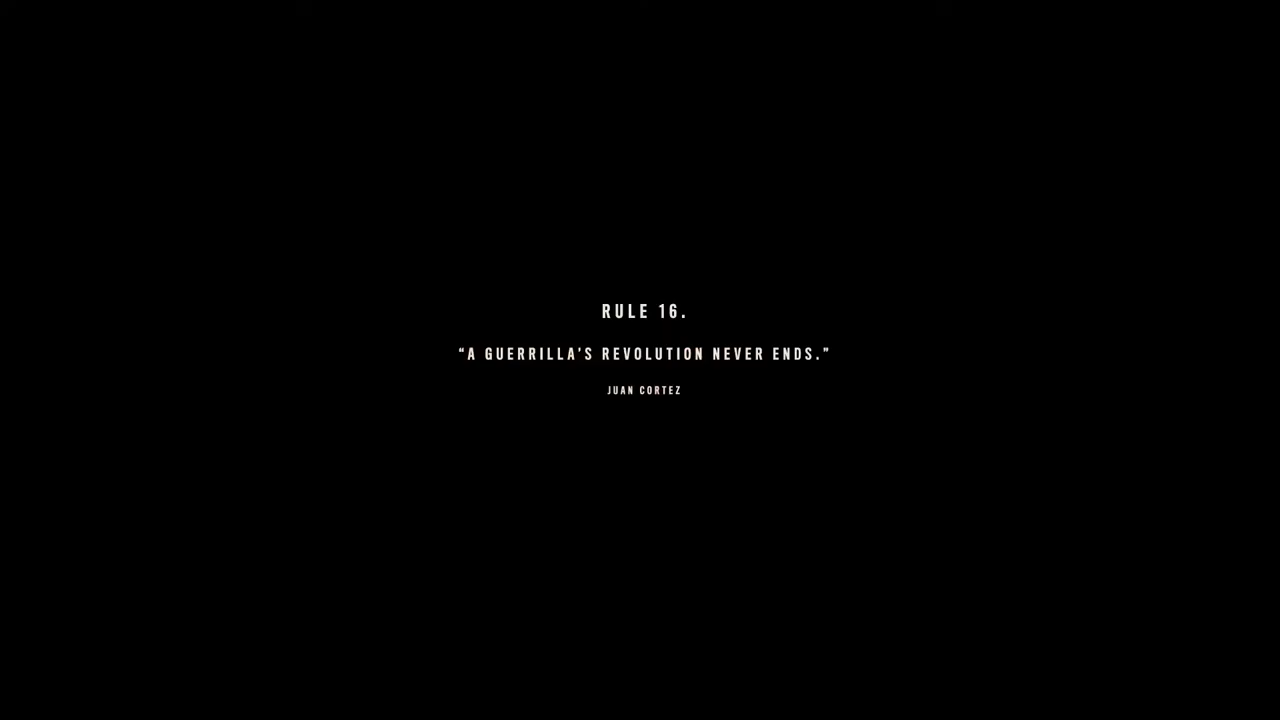 RULE 16.
“A GUERRILLA’S REVOLUTION NEVER ENDS.”
JUAN CORTEZ